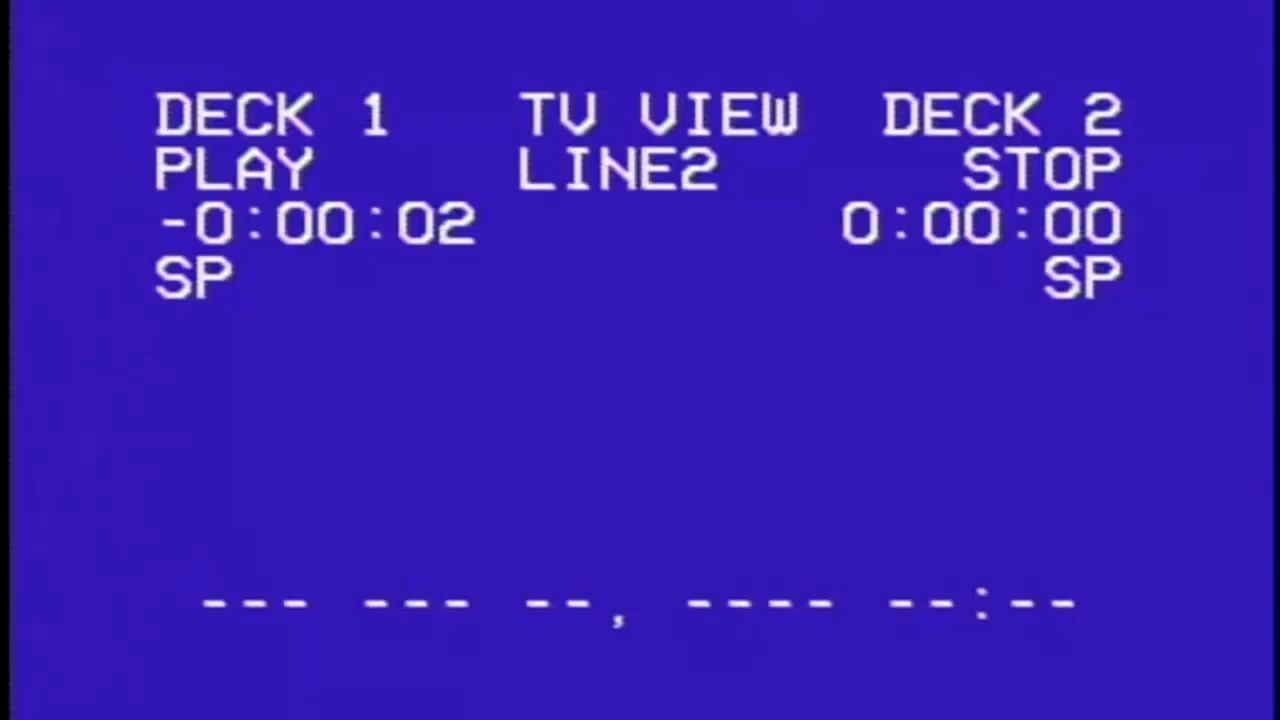 DECK 1 TV VIEW DECK 2
PLAY LINE2 STOP
-0:00:02 0:00:00
SP SP
--- --- --, ---- --:--